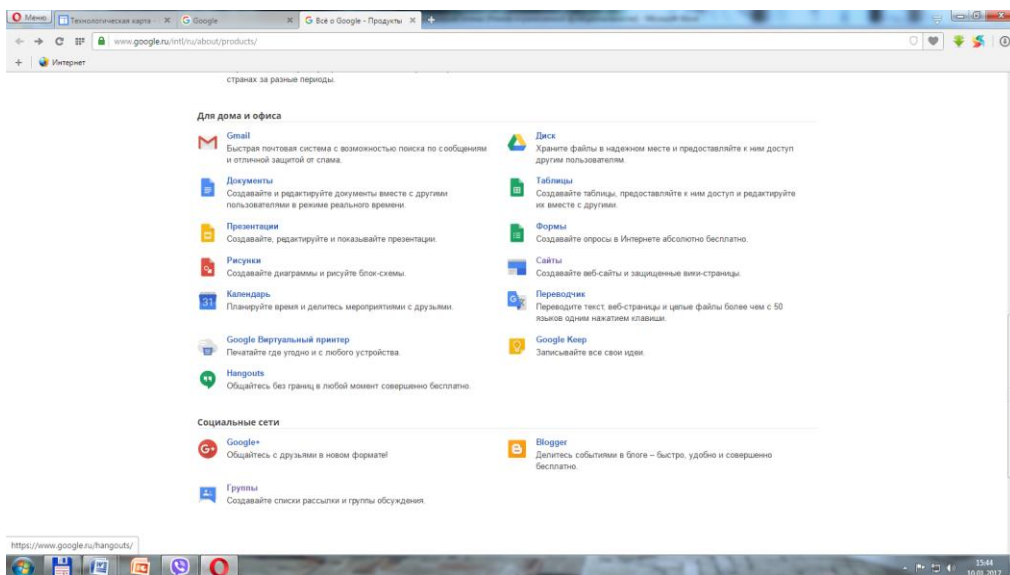 Меню
Технологическая карта -
Google
Всё о Google - Продукты
www.google.ru/intl/ru/about/products/
Интернет
странах за разные периоды.
Для дома и офиса
Gmail
Быстрая почтовая система с возможностью поиска по сообщениям
и отличной защитой от спама.
Диск
Храните файлы в надежном месте и предоставляйте к ним доступ
другим пользователям.
Документы
Создавайте и редактируйте документы вместе с другими
пользователями в режиме реального времени.
Таблицы
Создавайте таблицы, предоставляйте к ним доступ и редактируйте
их вместе с другими.
Презентации
Создавайте, редактируйте и показывайте презентации.
Формы
Создавайте опросы в Интернете абсолютно бесплатно.
Рисунки
Создавайте диаграммы и рисуйте блок-схемы.
Сайты
Создавайте веб-сайты и защищенные вики-страницы.
Календарь
Планируйте время и делитесь мероприятиями с друзьями.
Переводчик
Переводите текст, веб-страницы и целые файлы более чем с 50
языков одним нажатием клавиши.
Google Виртуальный принтер
Печатайте где угодно и с любого устройства.
Google Keep
Записывайте все свои идеи.
Hangouts
Общайтесь без границ в любой момент совершенно бесплатно.
Социальные сети
Google+
Общайтесь с друзьями в новом формате!
Blogger
Делитесь событиями в блоге – быстро, удобно и совершенно
бесплатно.
Группы
Создавайте списки рассылки и группы обсуждения.
https://www.google.ru/hangouts/
15:44
10.01.2017